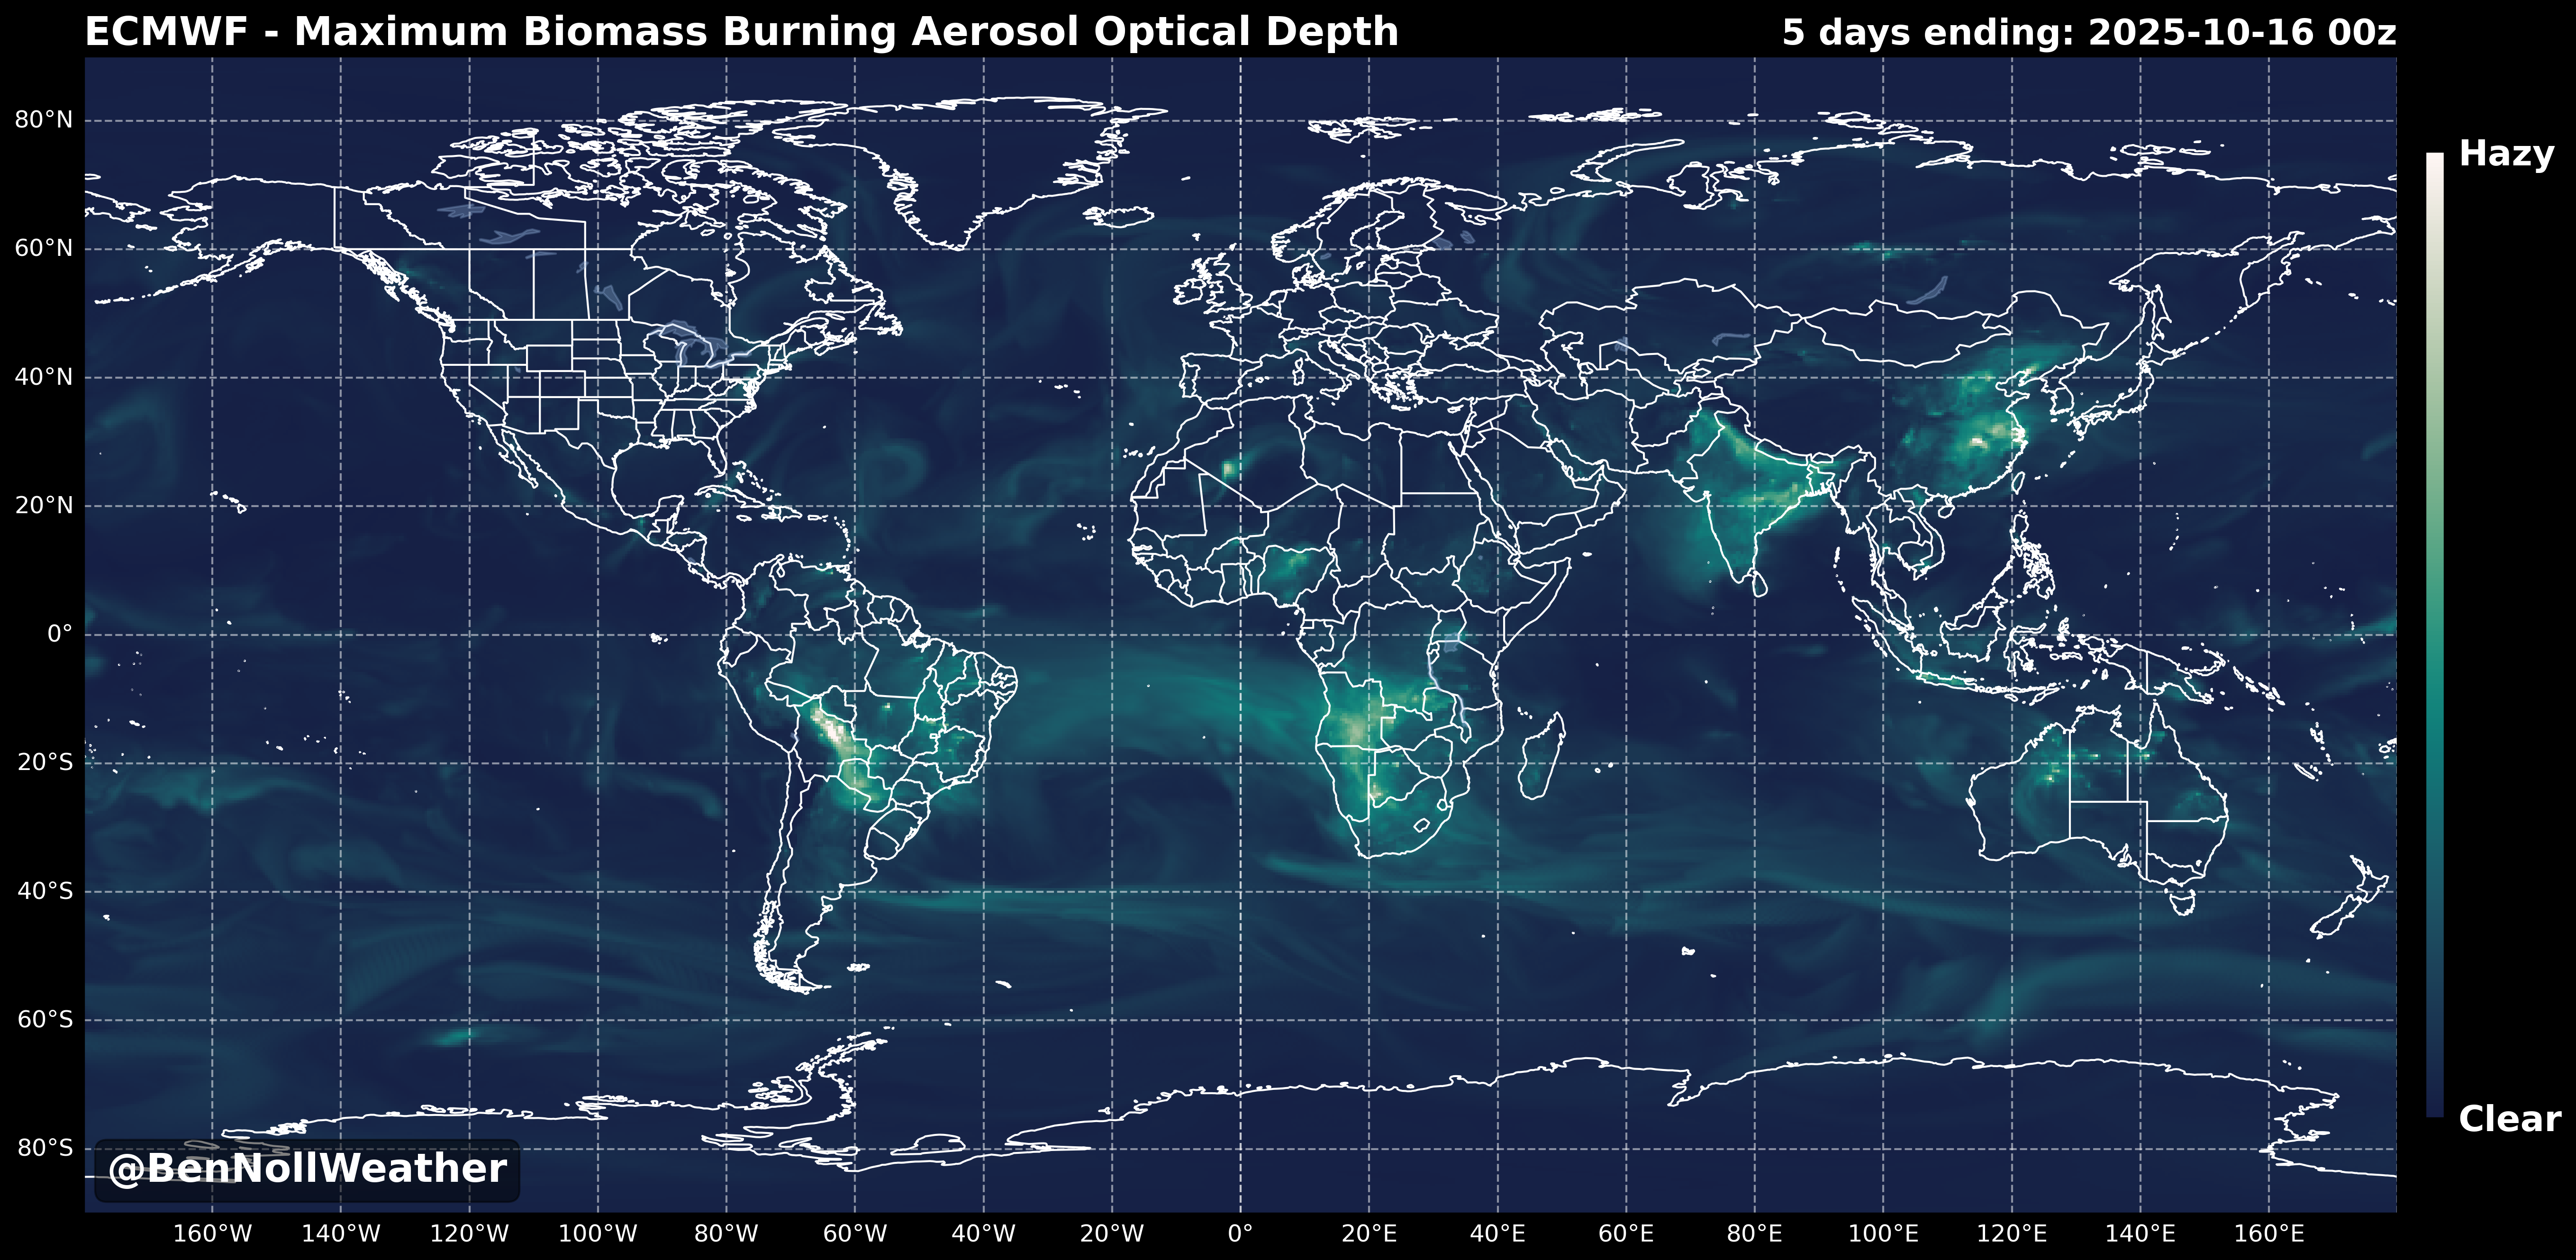 ECMWF - Maximum Biomass Burning Aerosol Optical Depth
5 days ending: 2025-10-16 00z
80°N
60°N
40°N
20°N
0°
20°S
40°S
60°S
80°S
Hazy
Clear
@BenNollWeather
160°W 140°W 120°W 100°W 80°W 60°W 40°W 20°W 0° 20°E 40°E 60°E 80°E 100°E 120°E 140°E 160°E